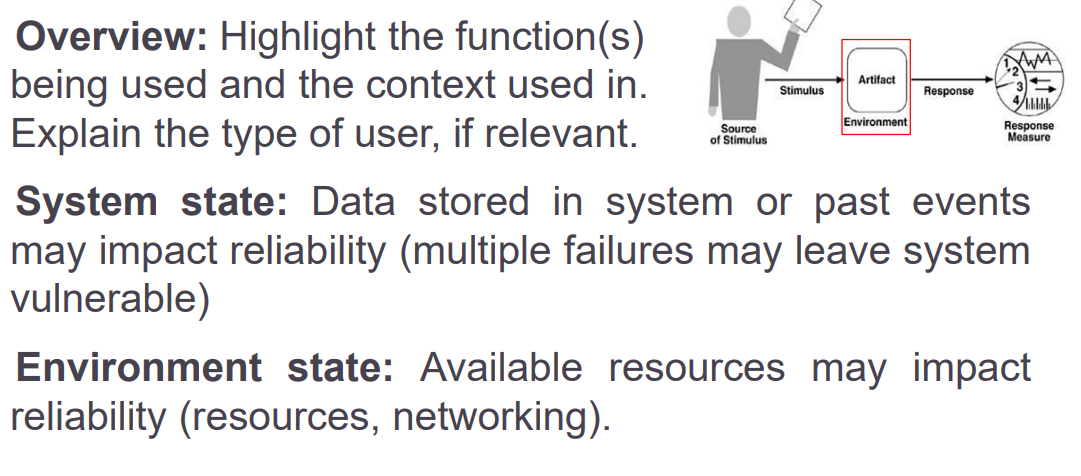 Overview: Highlight the function(s)
being used and the context used in.
Explain the type of user, if relevant.
Source
of Stimulus
Stimulus
Artifact
Environment
Response
1
2
3
4
Response
Measure
System state: Data stored in system or past events
may impact reliability (multiple failures may leave system
vulnerable)
Environment state: Available resources may impact
reliability (resources, networking).